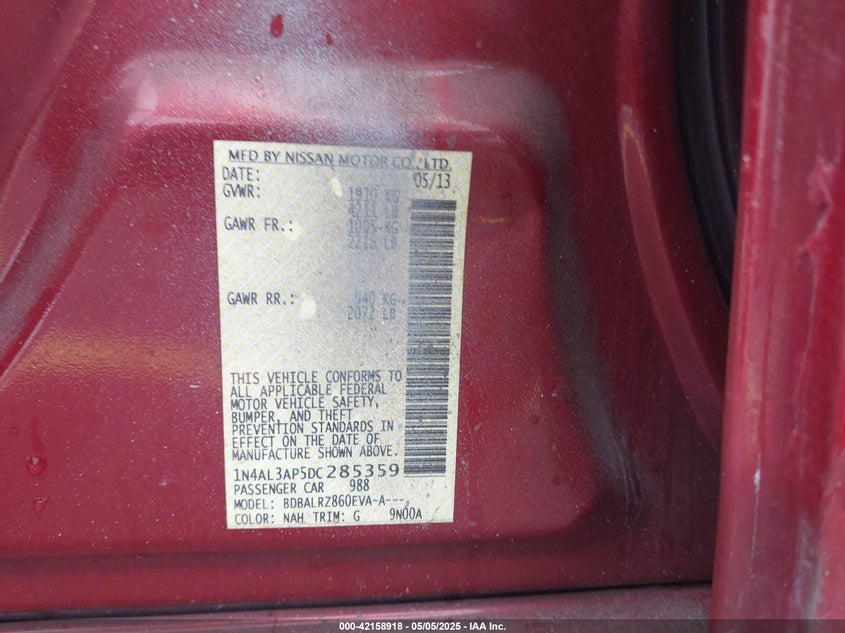 MFD BY NISSAN MOTOR CO.,LTD.
DATE: 05/13
GVWR: 1910 KG
4211 LB
GAWR FR.: 1005 KG
2216 LB
GAWR RR.: 940 KG
2072 LB
THIS VEHICLE CONFORMS TO
ALL APPLICABLE FEDERAL
MOTOR VEHICLE SAFETY,
BUMPER, AND THEFT
PREVENTION STANDARDS IN
EFFECT ON THE DATE OF
MANUFACTURE SHOWN ABOVE.
1N4AL3AP5DC285359
PASSENGER CAR 988
MODEL: BDBALRZ860EVA-A---,
COLOR: NAH TRIM: G 9N00A
000-42158918 - 05/05/2025 - IAA Inc.